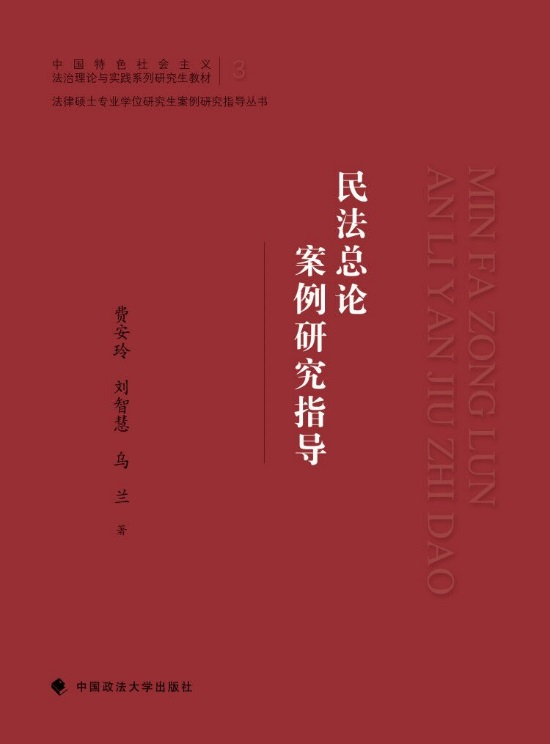 中国特色社会主义
法治理论与实践系列研究生教材
3
法律硕士专业学位研究生案例研究指导丛书
民法总论
案例研究指导
MIN FA ZONG LUN
AN LI YAN JIU ZHI DAO
费安玲 刘智慧 乌兰 著
中国政法大学出版社